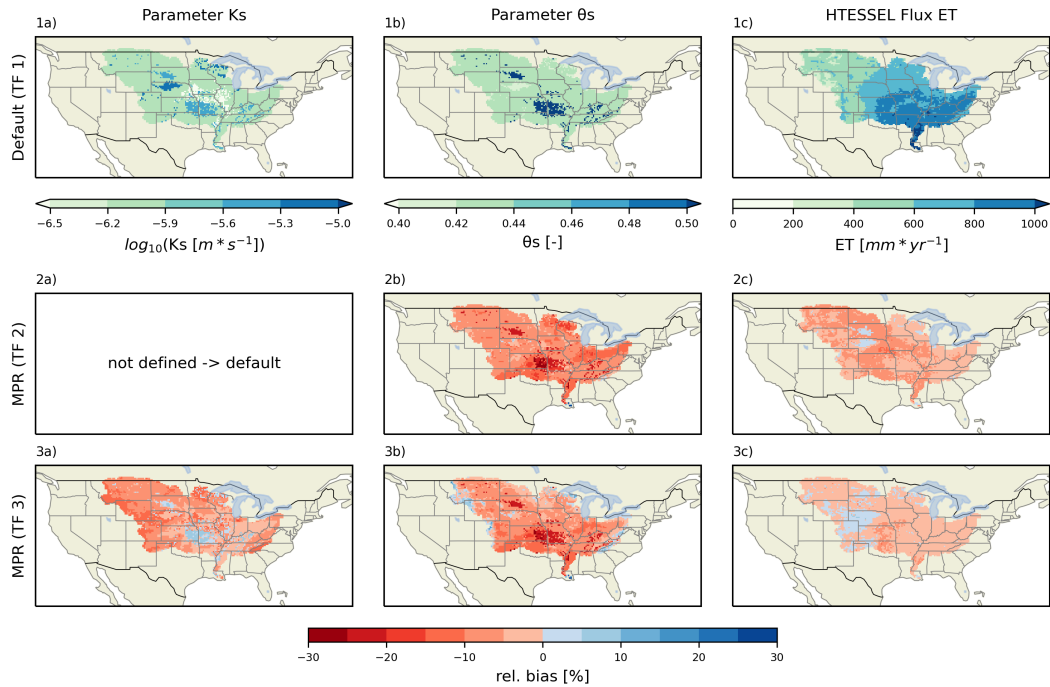 Parameter Ks Parameter θs HTESSEL Flux ET
1a) 1b) 1c)
Default (TF 1)
−6.5 −6.2 −5.9 −5.6 −5.3 −5.0 0.40 0.42 0.44 0.46 0.48 0.50 0 200 400 600 800 1000
log10(Ks [m∗s−1]) θs [-] ET [mm∗yr−1]
2a) 2b) 2c)
MPR (TF 2)
not defined -> default
3a) 3b) 3c)
MPR (TF 3)
−30 −20 −10 0 10 20 30
rel. bias [%]